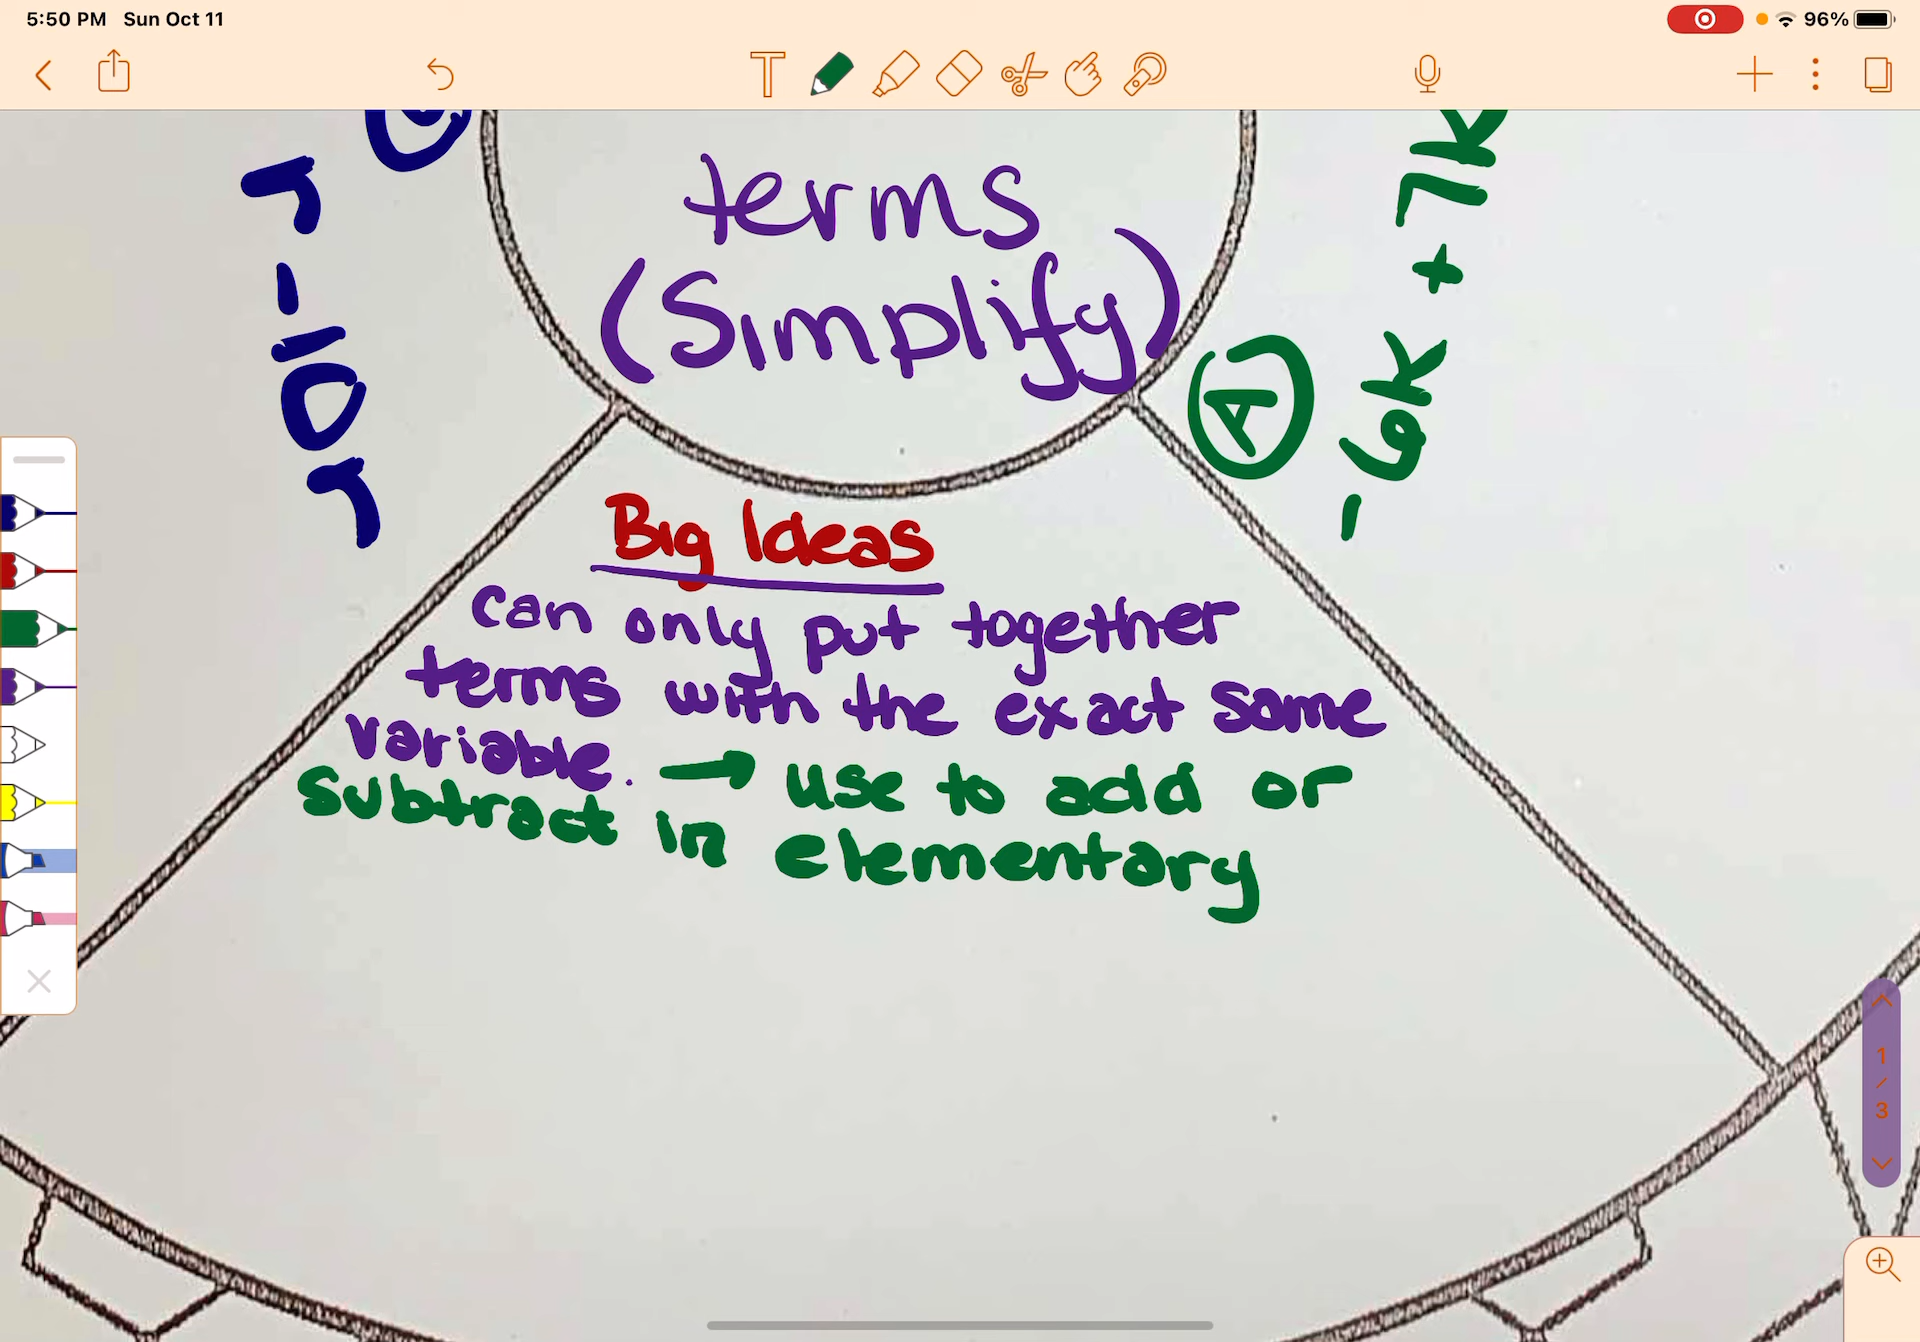 5:50 PM Sun Oct 11
96%
T
terms
(Simplify)
r - 10r
A
-6k + 7k
Big Ideas
can only put together
terms with the exact same
variable. → use to add or
subtract in elementary
1
/
3